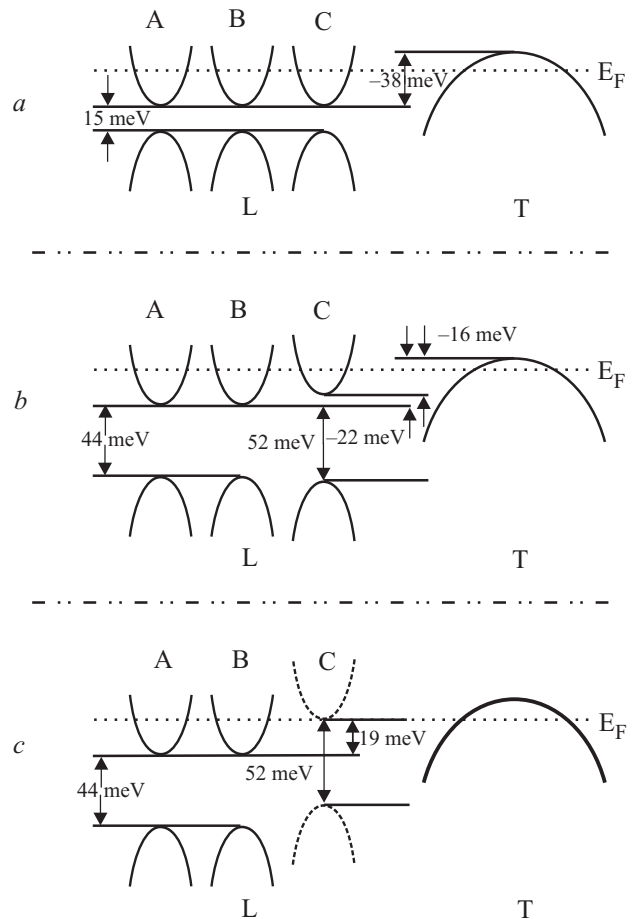 A B C
E_F
–38 meV
a
15 meV
L T
A B C
–16 meV
E_F
b
44 meV 52 meV –22 meV
L T
A B C
E_F
c
19 meV
52 meV
44 meV
L T